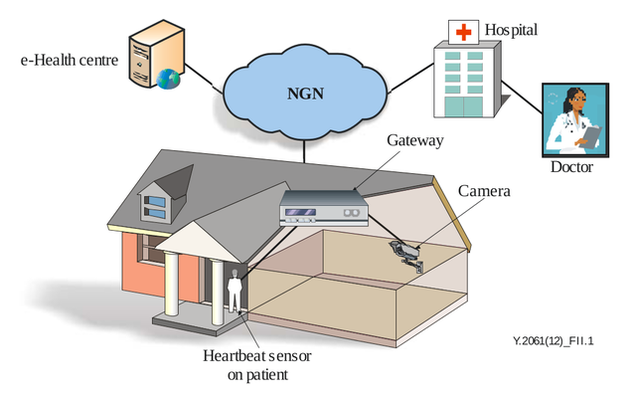 Hospital
e-Health centre
NGN
Gateway
Doctor
Camera
Y.2061(12)_FII.1
Heartbeat sensor
on patient